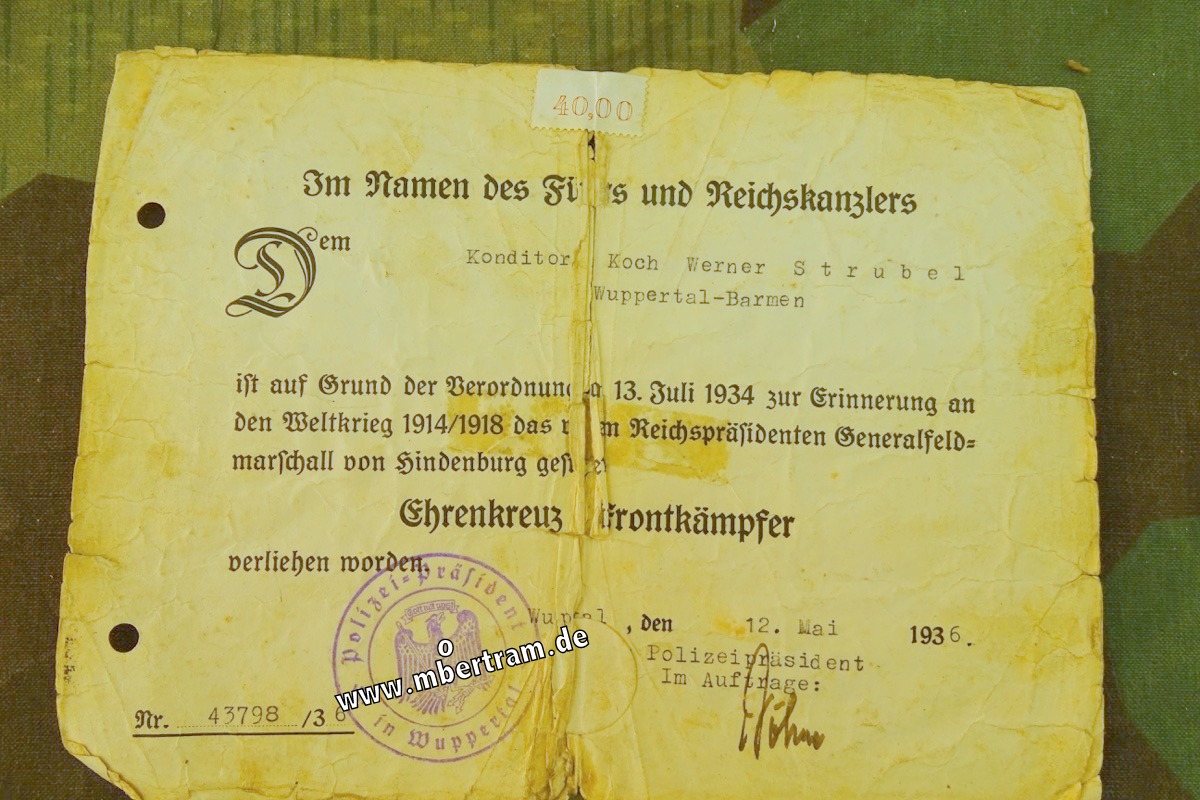 40,00
Im Namen des Fü s und Reichskanzlers
Dem
Konditor Koch Werner Strubel
Wuppertal-Barmen
ist auf Grund der Verordnun 13. Juli 1934 zur Erinnerung an
den Weltkrieg 1914/1918 das Reichspräsidenten Generalfeld=
marschall von Hindenburg
Ehrenkreuz Frontkämpfer
verliehen worden.
Polizei-Präsident
in Wuppertal
, den 12. Mai 1936.
Polizeipräsident
Im Auftrage:
Nr. 43798 /36
www.mbertram.de